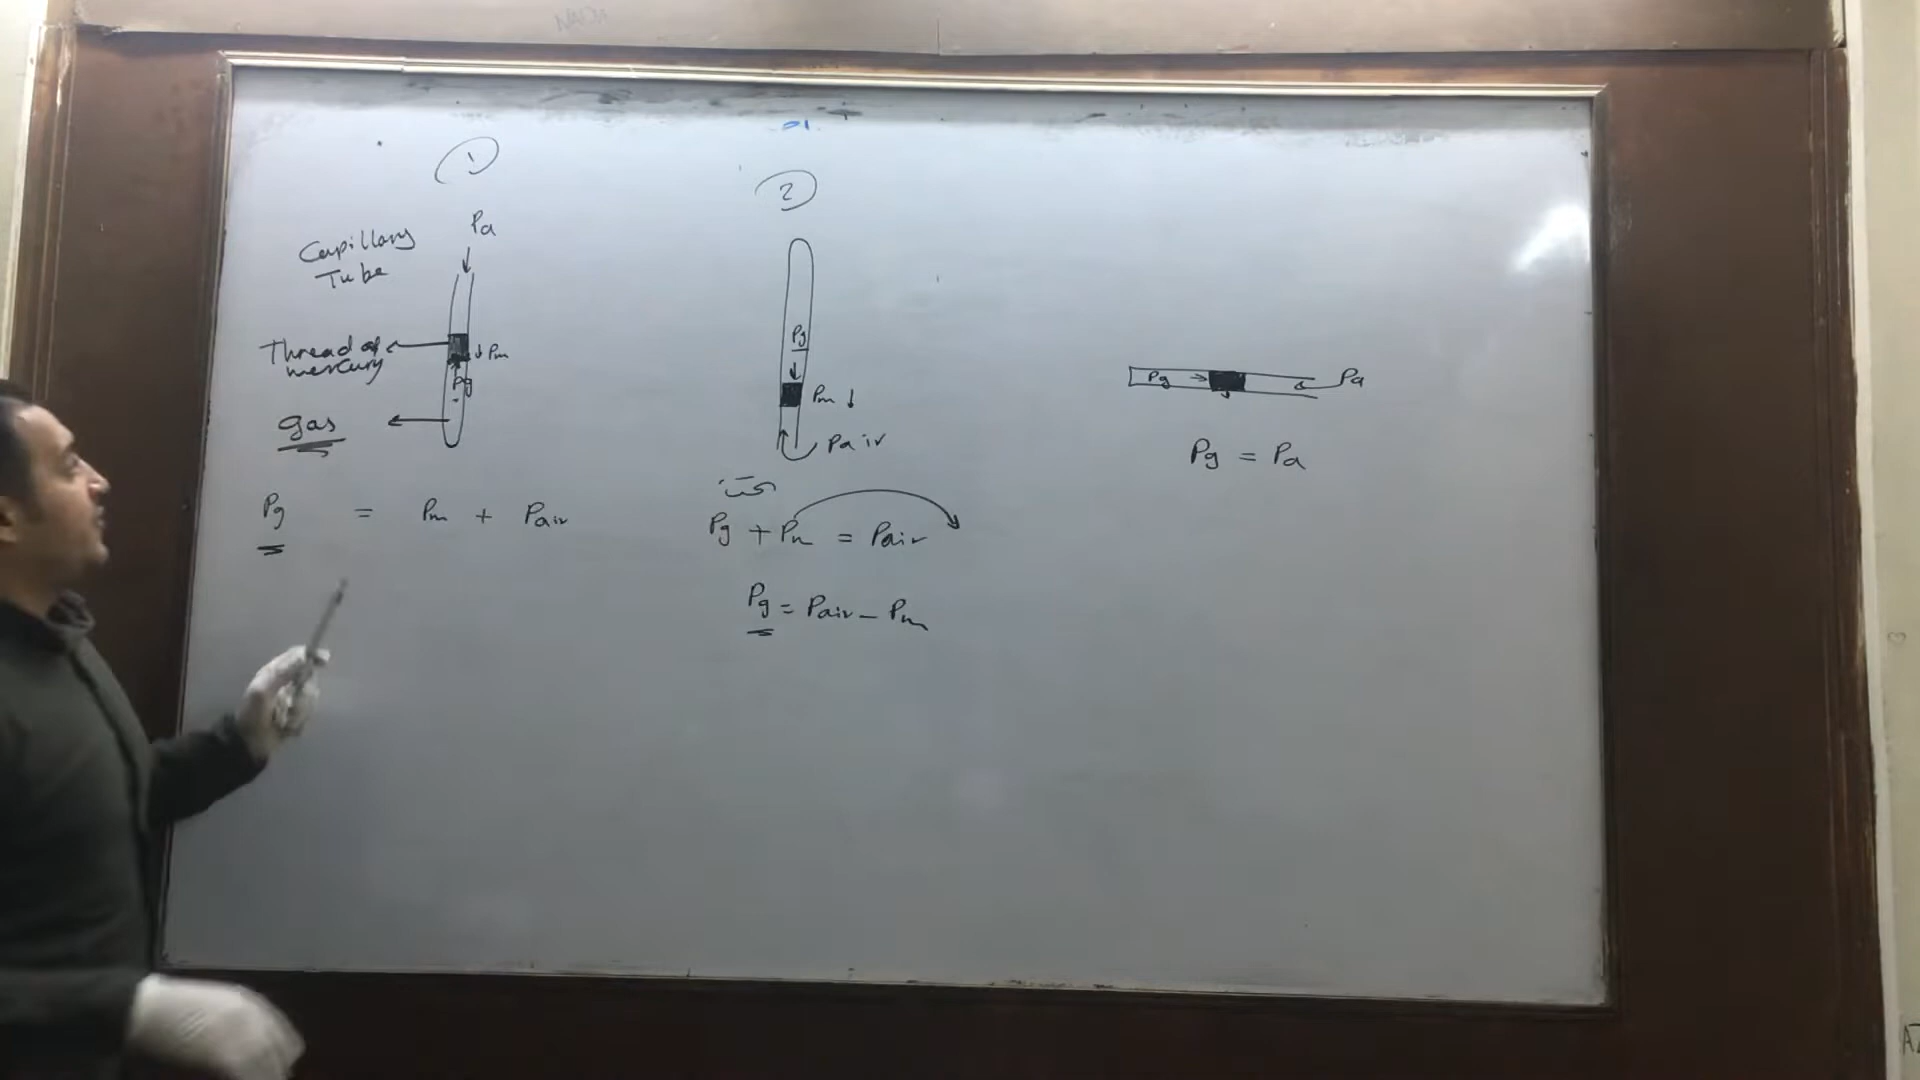 1
Capillary
Tube
Pa
Thread of
mercury
Pm
Pg
gas
Pg = Pm + Pair
2
Pg
Pm
Pair
تحت
Pg + Pm = Pair
Pg = Pair - Pm
Pg
Pa
Pg = Pa